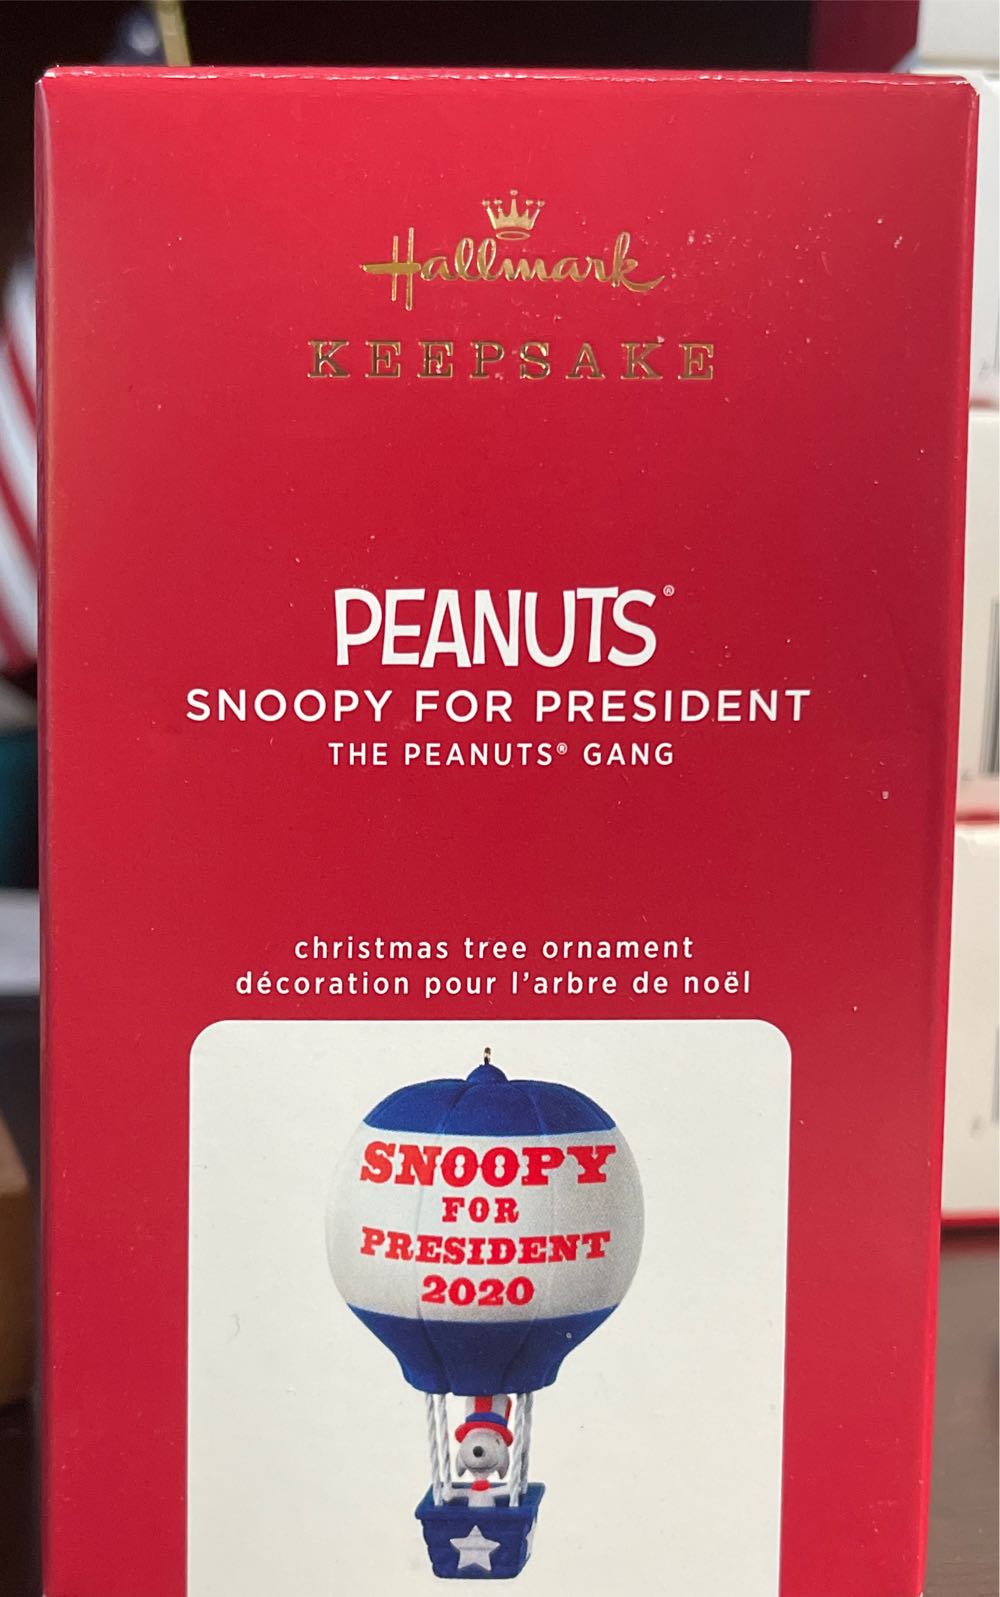 Hallmark
KEEPSAKE
PEANUTS®
SNOOPY FOR PRESIDENT
THE PEANUTS® GANG
christmas tree ornament
décoration pour l'arbre de noël
SNOOPY
FOR
PRESIDENT
2020